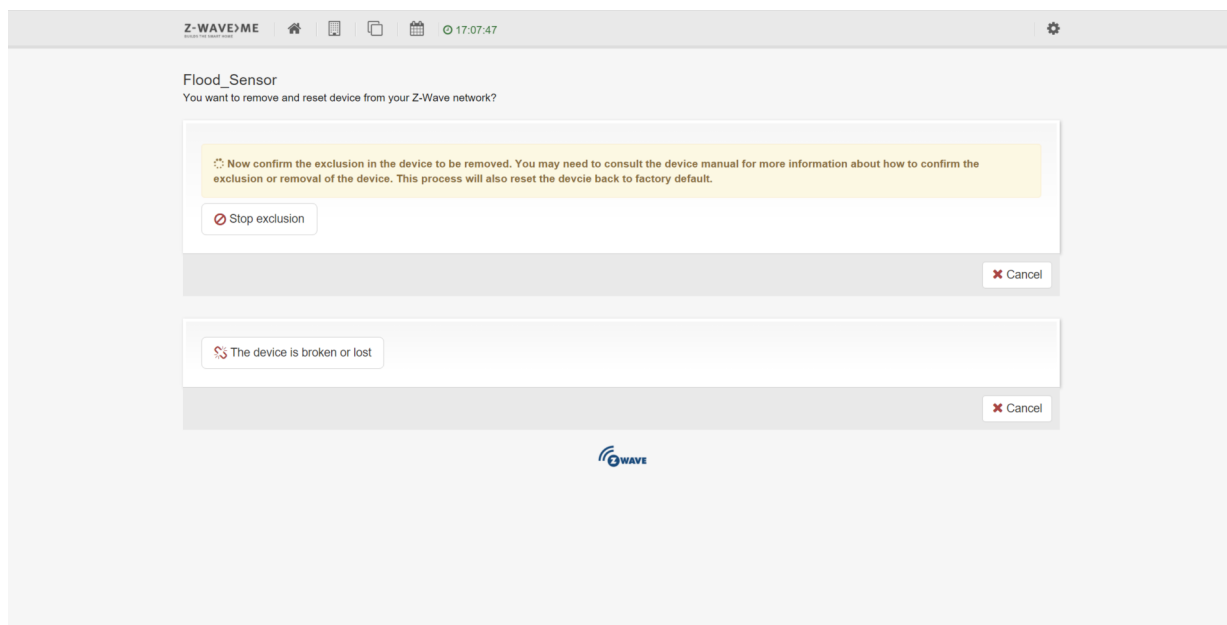 Z-WAVE>ME 17:07:47
Flood_Sensor
You want to remove and reset device from your Z-Wave network?
Now confirm the exclusion in the device to be removed. You may need to consult the device manual for more information about how to confirm the
exclusion or removal of the device. This process will also reset the devcie back to factory default.
Stop exclusion
Cancel
The device is broken or lost
Cancel
Z WAVE